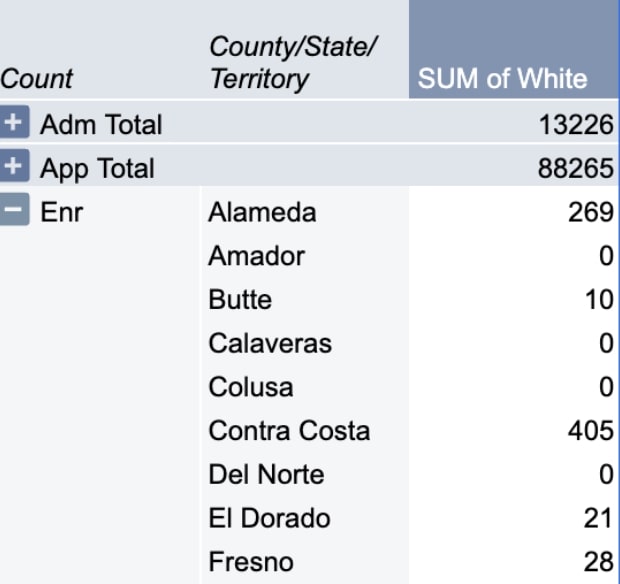 Count County/State/Territory SUM of White
+ Adm Total 13226
+ App Total 88265
− Enr Alameda 269
Amador 0
Butte 10
Calaveras 0
Colusa 0
Contra Costa 405
Del Norte 0
El Dorado 21
Fresno 28